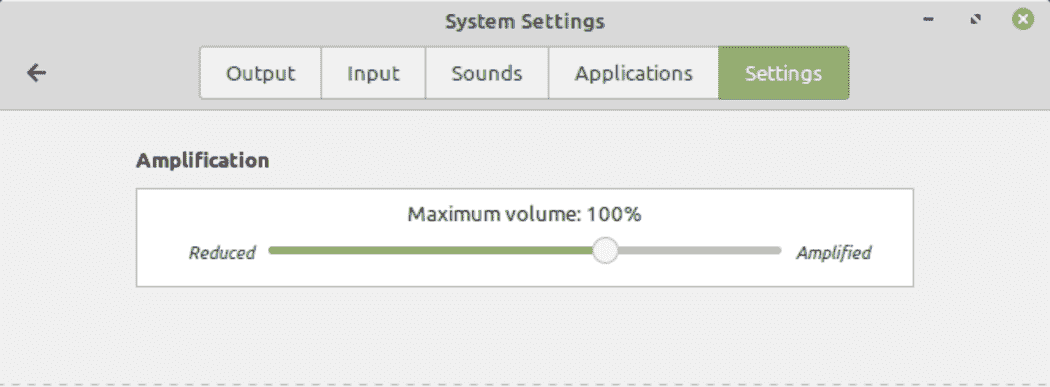 System Settings
Output Input Sounds Applications Settings
Amplification
Maximum volume: 100%
Reduced Amplified